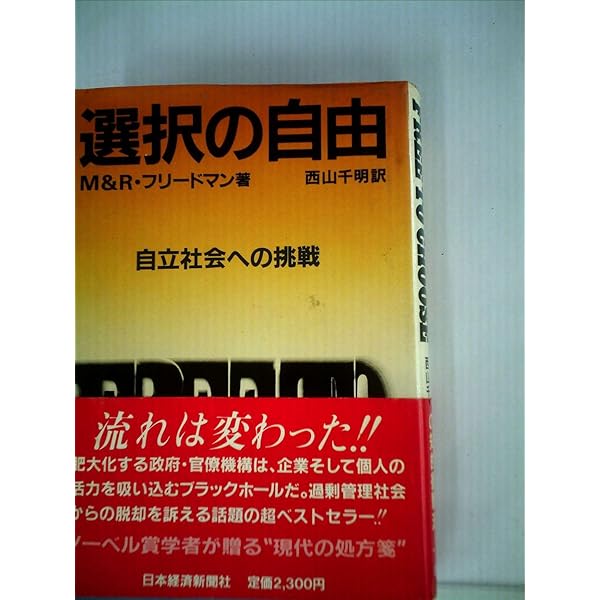 選択の自由
M&R・フリードマン著 西山千明訳
自立社会への挑戦
流れは変わった!!
肥大化する政府・官僚機構は、企業そして個人の
活力を吸い込むブラックホールだ。過剰管理社会
からの脱却を訴える話題の超ベストセラー!!
ノーベル賞学者が贈る“現代の処方箋”
日本経済新聞社 定価2,300円
FREE TO CHOOSE